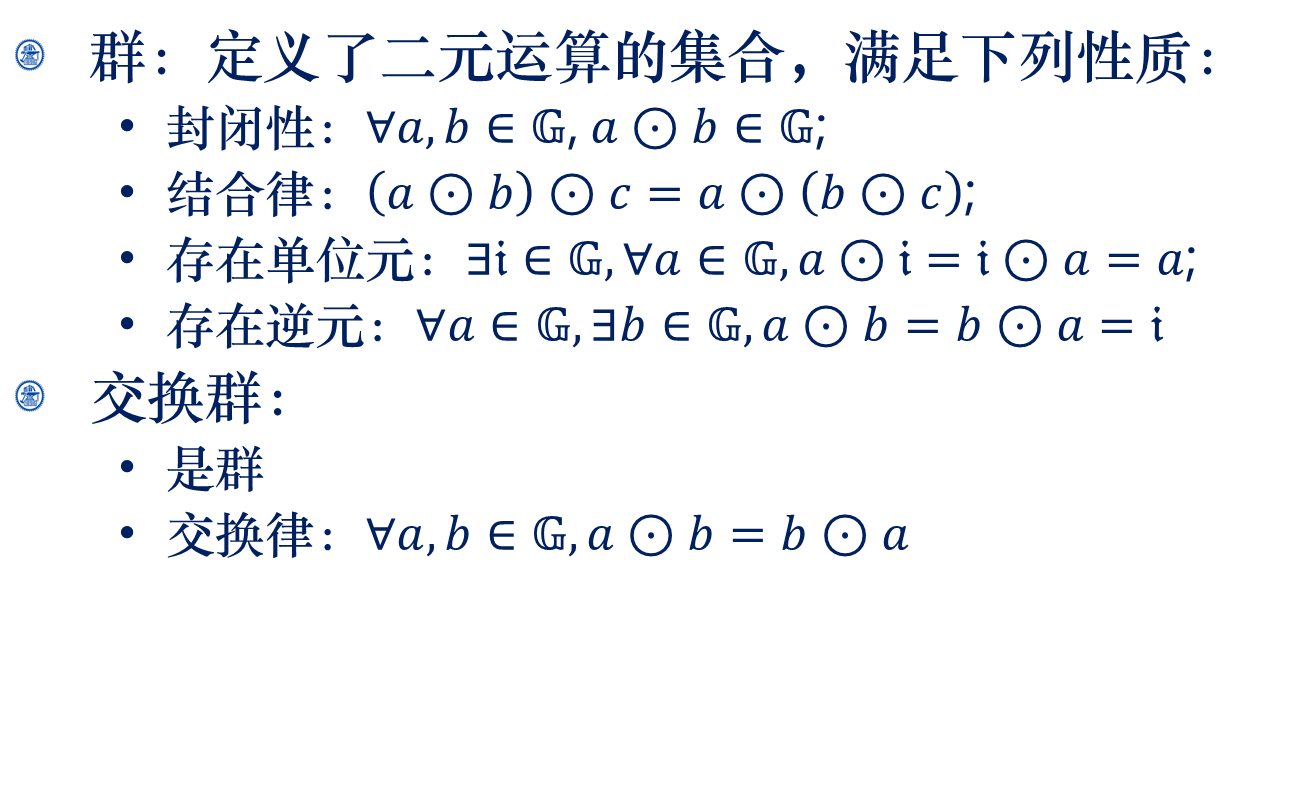 群：定义了二元运算的集合，满足下列性质：
• 封闭性：∀a, b ∈ 𝔾, a ⊙ b ∈ 𝔾;
• 结合律：(a ⊙ b) ⊙ c = a ⊙ (b ⊙ c);
• 存在单位元：∃𝔦 ∈ 𝔾, ∀a ∈ 𝔾, a ⊙ 𝔦 = 𝔦 ⊙ a = a;
• 存在逆元：∀a ∈ 𝔾, ∃b ∈ 𝔾, a ⊙ b = b ⊙ a = 𝔦
交换群：
• 是群
• 交换律：∀a, b ∈ 𝔾, a ⊙ b = b ⊙ a